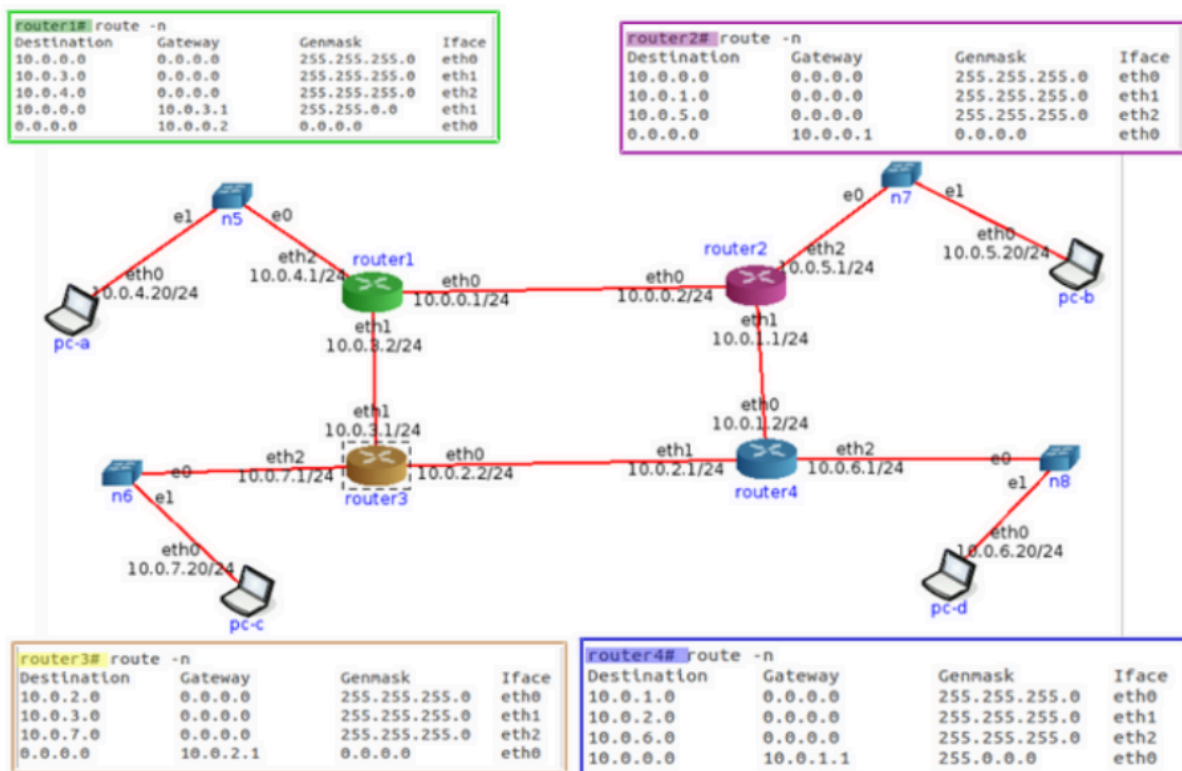 router1# route -n
Destination Gateway Genmask Iface
10.0.0.0 0.0.0.0 255.255.255.0 eth0
10.0.3.0 0.0.0.0 255.255.255.0 eth1
10.0.4.0 0.0.0.0 255.255.255.0 eth2
10.0.0.0 10.0.3.1 255.255.0.0 eth1
0.0.0.0 10.0.0.2 0.0.0.0 eth0
router2# route -n
Destination Gateway Genmask Iface
10.0.0.0 0.0.0.0 255.255.255.0 eth0
10.0.1.0 0.0.0.0 255.255.255.0 eth1
10.0.5.0 0.0.0.0 255.255.255.0 eth2
0.0.0.0 10.0.0.1 0.0.0.0 eth0
n5
e1
e0
eth2
10.0.4.1/24
router1
eth0
10.0.4.20/24
pc-a
eth0
10.0.0.1/24
eth1
10.0.3.2/24
n7
e0
e1
router2
eth2
10.0.5.1/24
eth0
10.0.5.20/24
pc-b
eth0
10.0.0.2/24
eth1
10.0.1.1/24
eth1
10.0.3.1/24
eth2
10.0.7.1/24
router3
eth0
10.0.2.2/24
e0
n6
e1
eth0
10.0.7.20/24
pc-c
eth0
10.0.1.2/24
eth1
10.0.2.1/24
router4
eth2
10.0.6.1/24
e0
n8
e1
eth0
10.0.6.20/24
pc-d
router3# route -n
Destination Gateway Genmask Iface
10.0.2.0 0.0.0.0 255.255.255.0 eth0
10.0.3.0 0.0.0.0 255.255.255.0 eth1
10.0.7.0 0.0.0.0 255.255.255.0 eth2
0.0.0.0 10.0.2.1 0.0.0.0 eth0
router4# route -n
Destination Gateway Genmask Iface
10.0.1.0 0.0.0.0 255.255.255.0 eth0
10.0.2.0 0.0.0.0 255.255.255.0 eth1
10.0.6.0 0.0.0.0 255.255.255.0 eth2
10.0.0.0 10.0.1.1 255.0.0.0 eth0